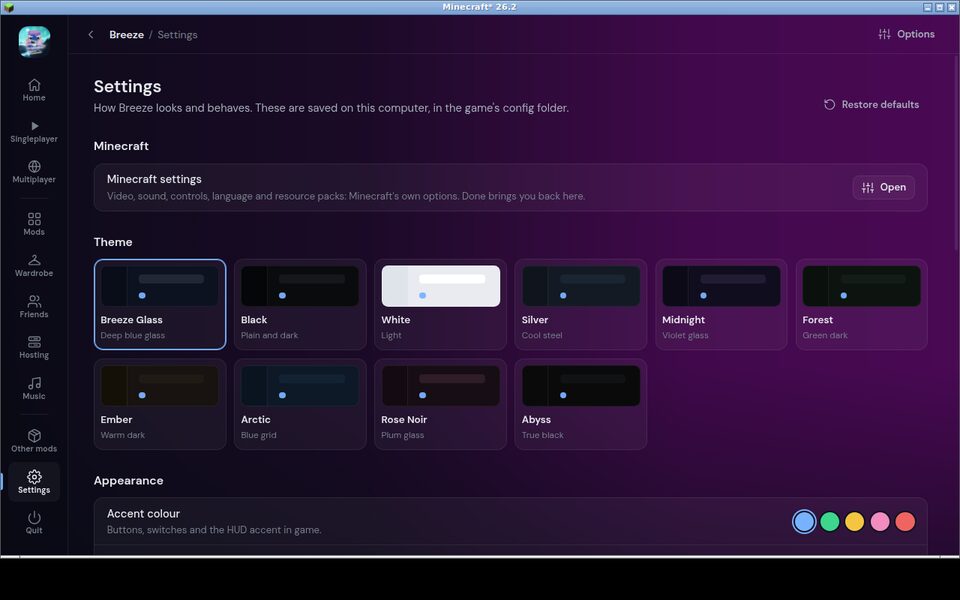 Minecraft* 26.2
Breeze / Settings
Options
Home
Singleplayer
Multiplayer
Mods
Wardrobe
Friends
Hosting
Music
Other mods
Settings
Quit
Settings
How Breeze looks and behaves. These are saved on this computer, in the game's config folder.
Restore defaults
Minecraft
Minecraft settings
Video, sound, controls, language and resource packs: Minecraft's own options. Done brings you back here.
Open
Theme
Breeze Glass
Deep blue glass
Black
Plain and dark
White
Light
Silver
Cool steel
Midnight
Violet glass
Forest
Green dark
Ember
Warm dark
Arctic
Blue grid
Rose Noir
Plum glass
Abyss
True black
Appearance
Accent colour
Buttons, switches and the HUD accent in game.